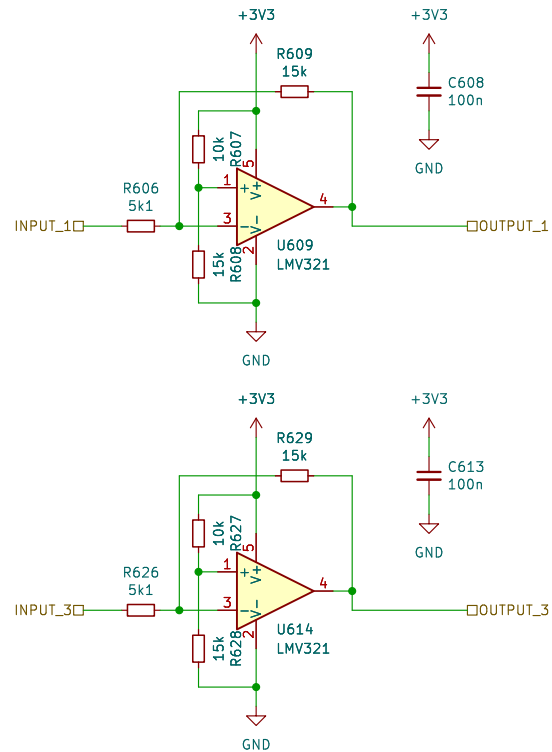 +3V3
+3V3
R609
15k
C608
100n
R607
10k
5
GND
1
+
V+
R606
5k1
4
INPUT_1
3
−
V-
OUTPUT_1
U609
LMV321
2
R608
15k
GND
+3V3
+3V3
R629
15k
C613
100n
R627
10k
5
GND
1
+
V+
R626
5k1
4
INPUT_3
3
−
V-
OUTPUT_3
U614
LMV321
2
R628
15k
GND